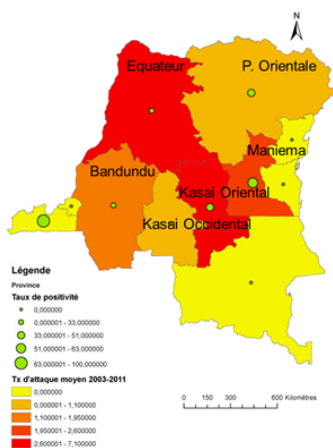 N
Equateur
P. Orientale
Maniema
Bandundu
Kasai Oriental
Kasai Occidental
Légende
Province
Taux de positivité
0,000000
0,000001 - 33,000000
33,000001 - 51,000000
51,000001 - 63,000000
63,000001 - 100,000000
Tx d'attaque moyen 2003-2011
0,000000
0,000001 - 1,100000
1,100001 - 1,950000
1,950001 - 2,600000
2,600001 - 7,100000
0 150 300 450 600 Kilométres